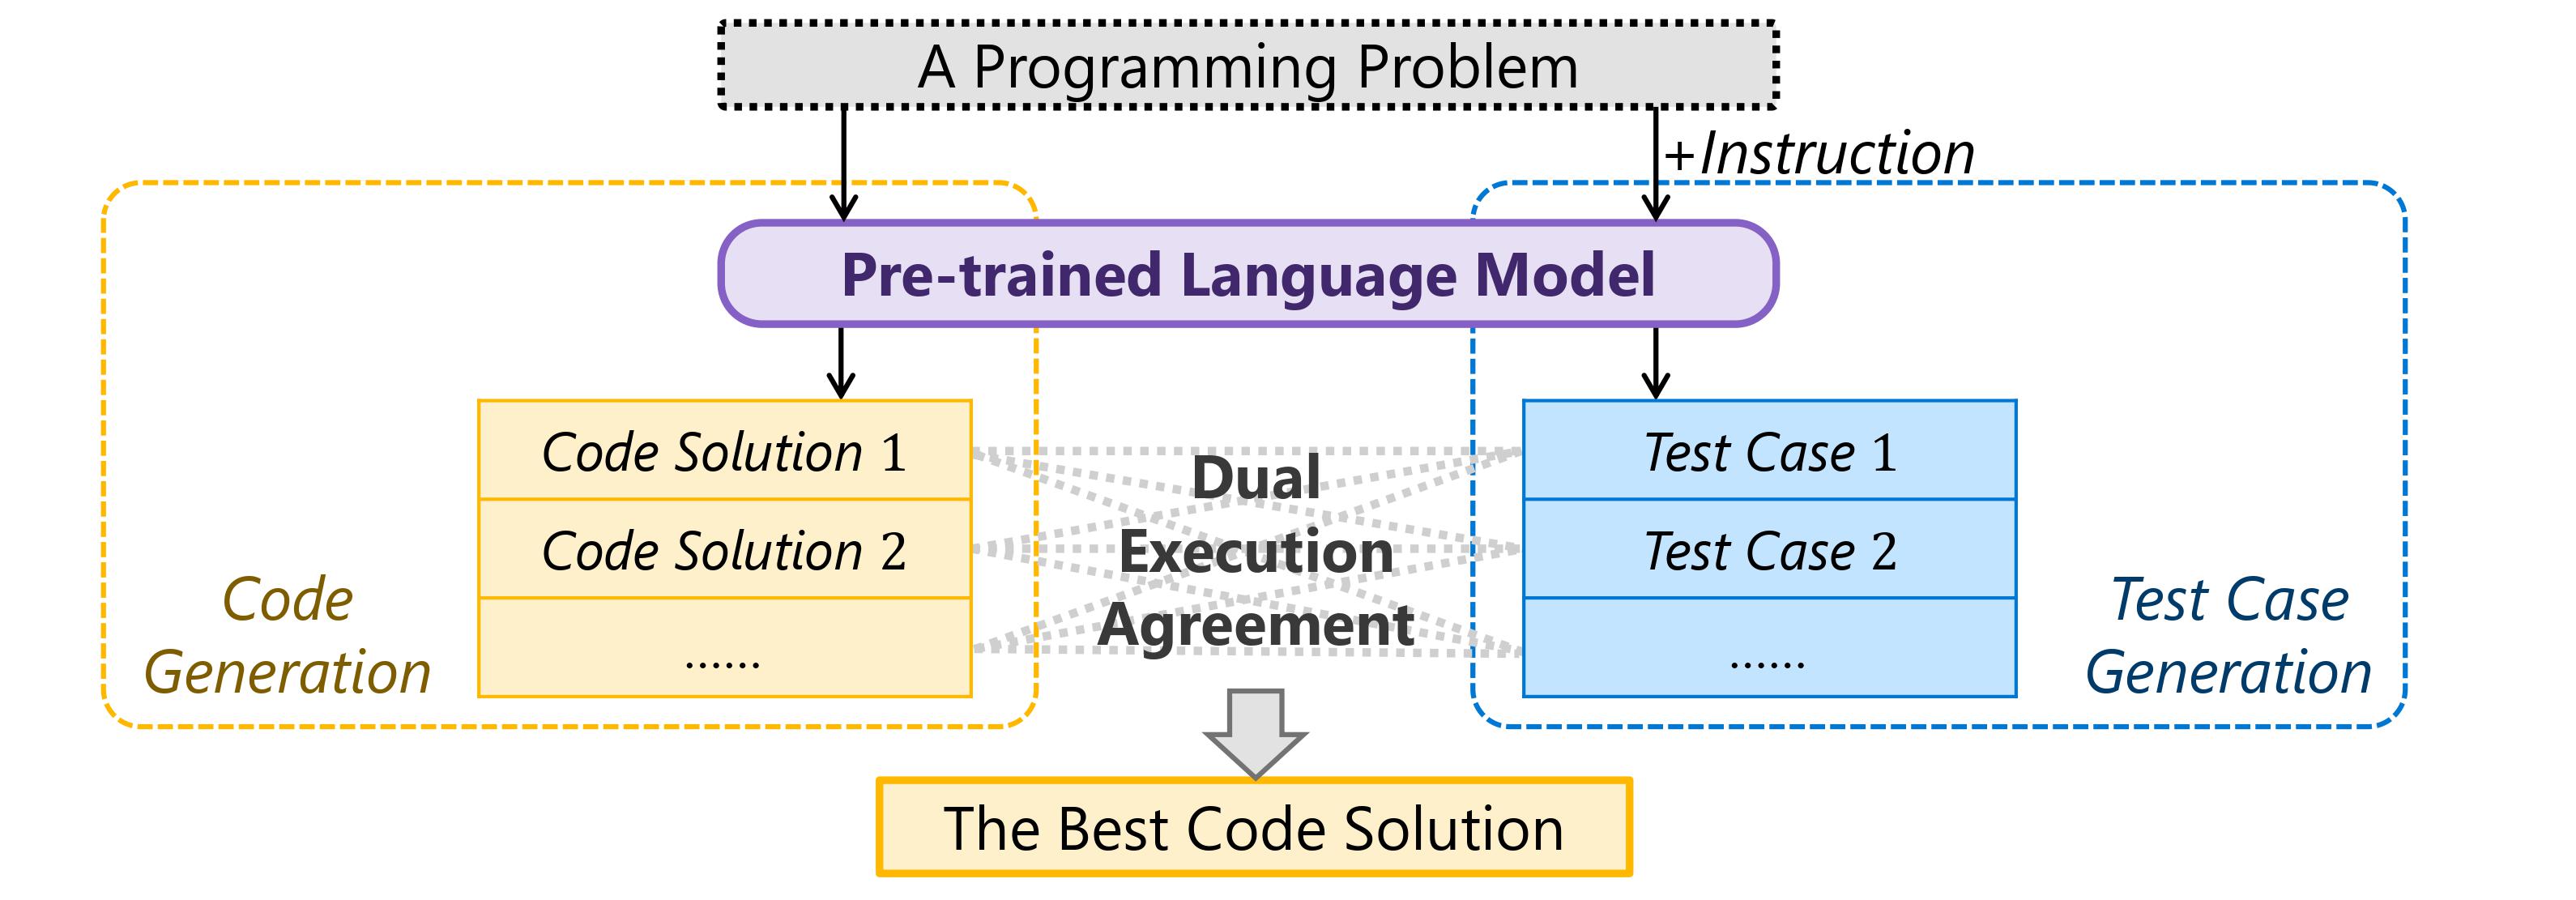 A Programming Problem
+Instruction
Pre-trained Language Model
Code Solution 1
Code Solution 2
......
Code
Generation
Dual
Execution
Agreement
Test Case 1
Test Case 2
......
Test Case
Generation
The Best Code Solution